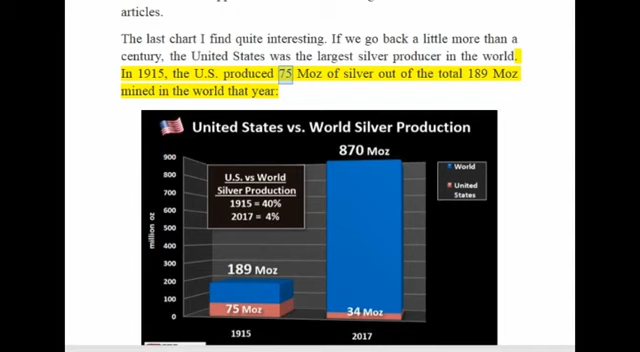 articles.
The last chart I find quite interesting. If we go back a little more than a
century, the United States was the largest silver producer in the world.
In 1915, the U.S. produced 75 Moz of silver out of the total 189 Moz
mined in the world that year:
United States vs. World Silver Production
870 Moz
900
800
700
600
500
400
300
200
100
0
million oz
U.S. vs World
Silver Production
1915 = 40%
2017 = 4%
World
United
States
189 Moz
75 Moz
34 Moz
1915
2017